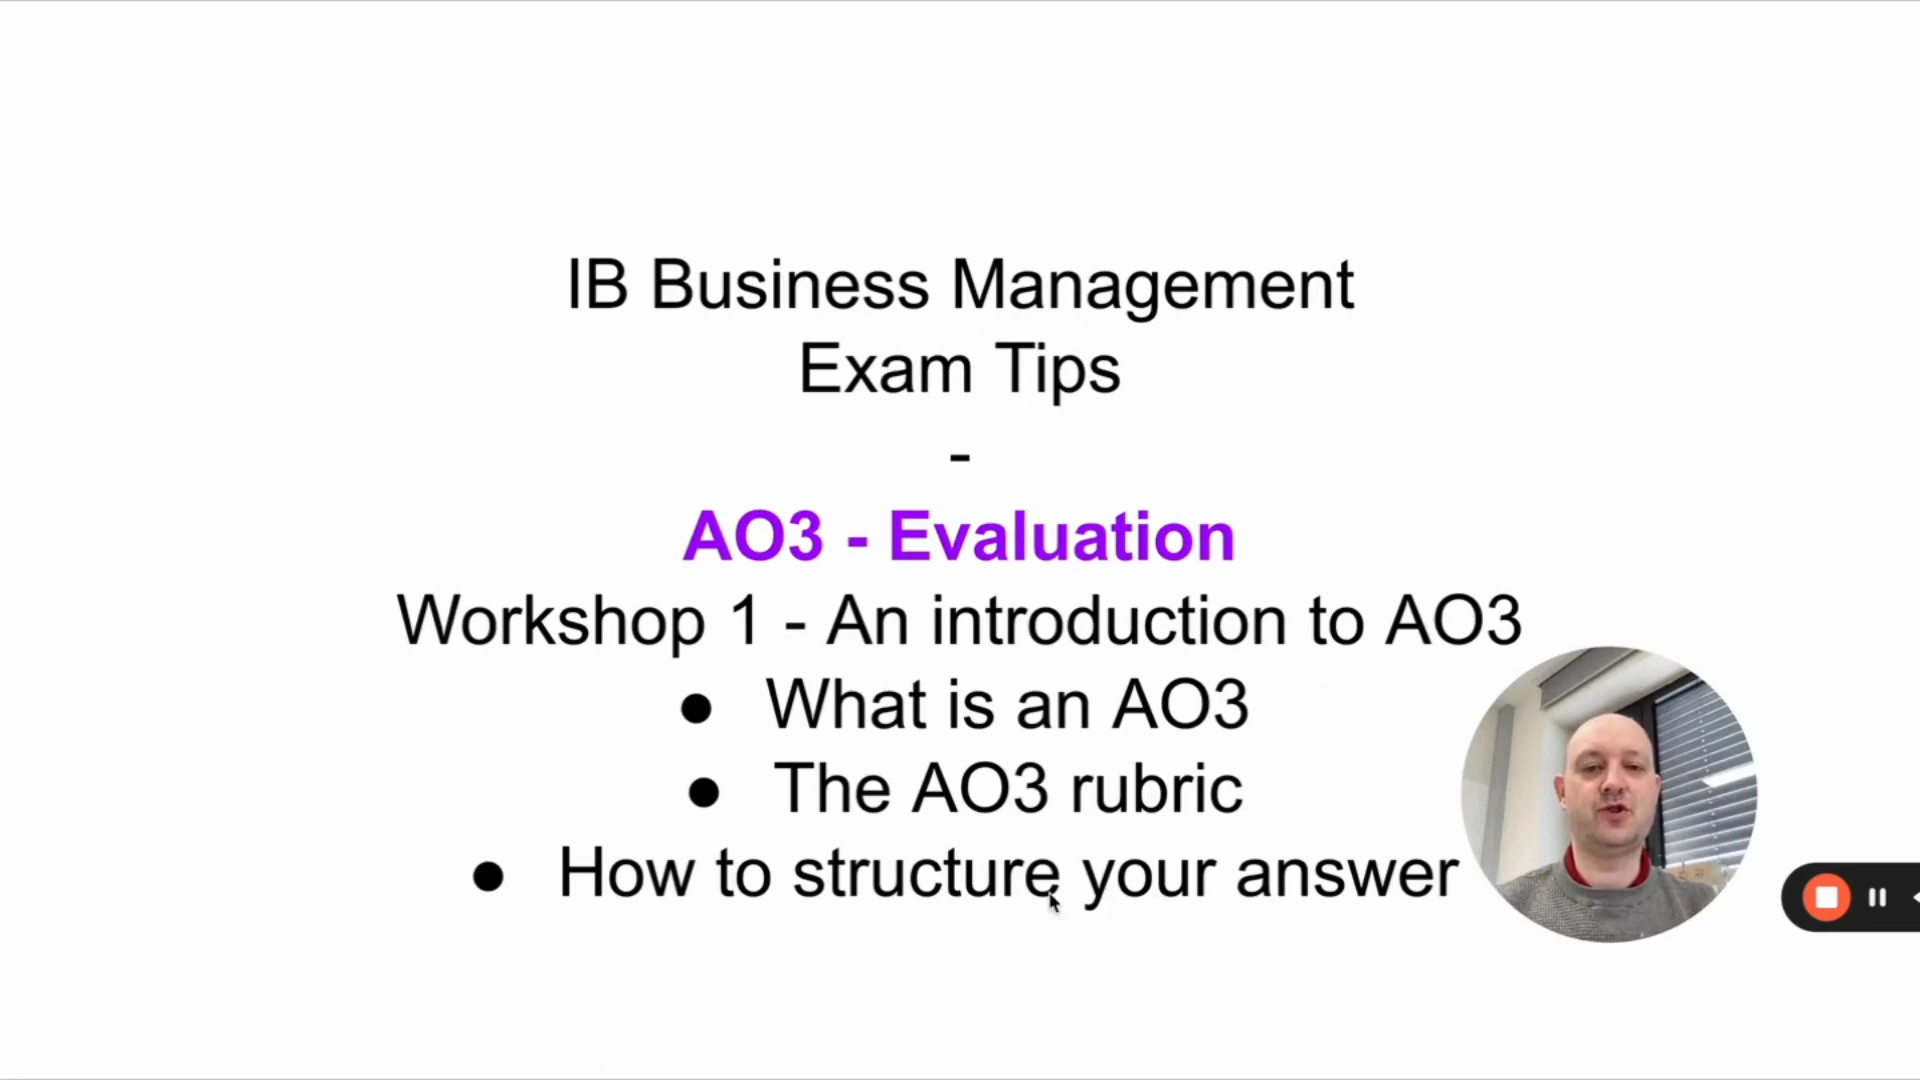 IB Business Management
Exam Tips
-
AO3 - Evaluation
Workshop 1 - An introduction to AO3
● What is an AO3
● The AO3 rubric
● How to structure your answer